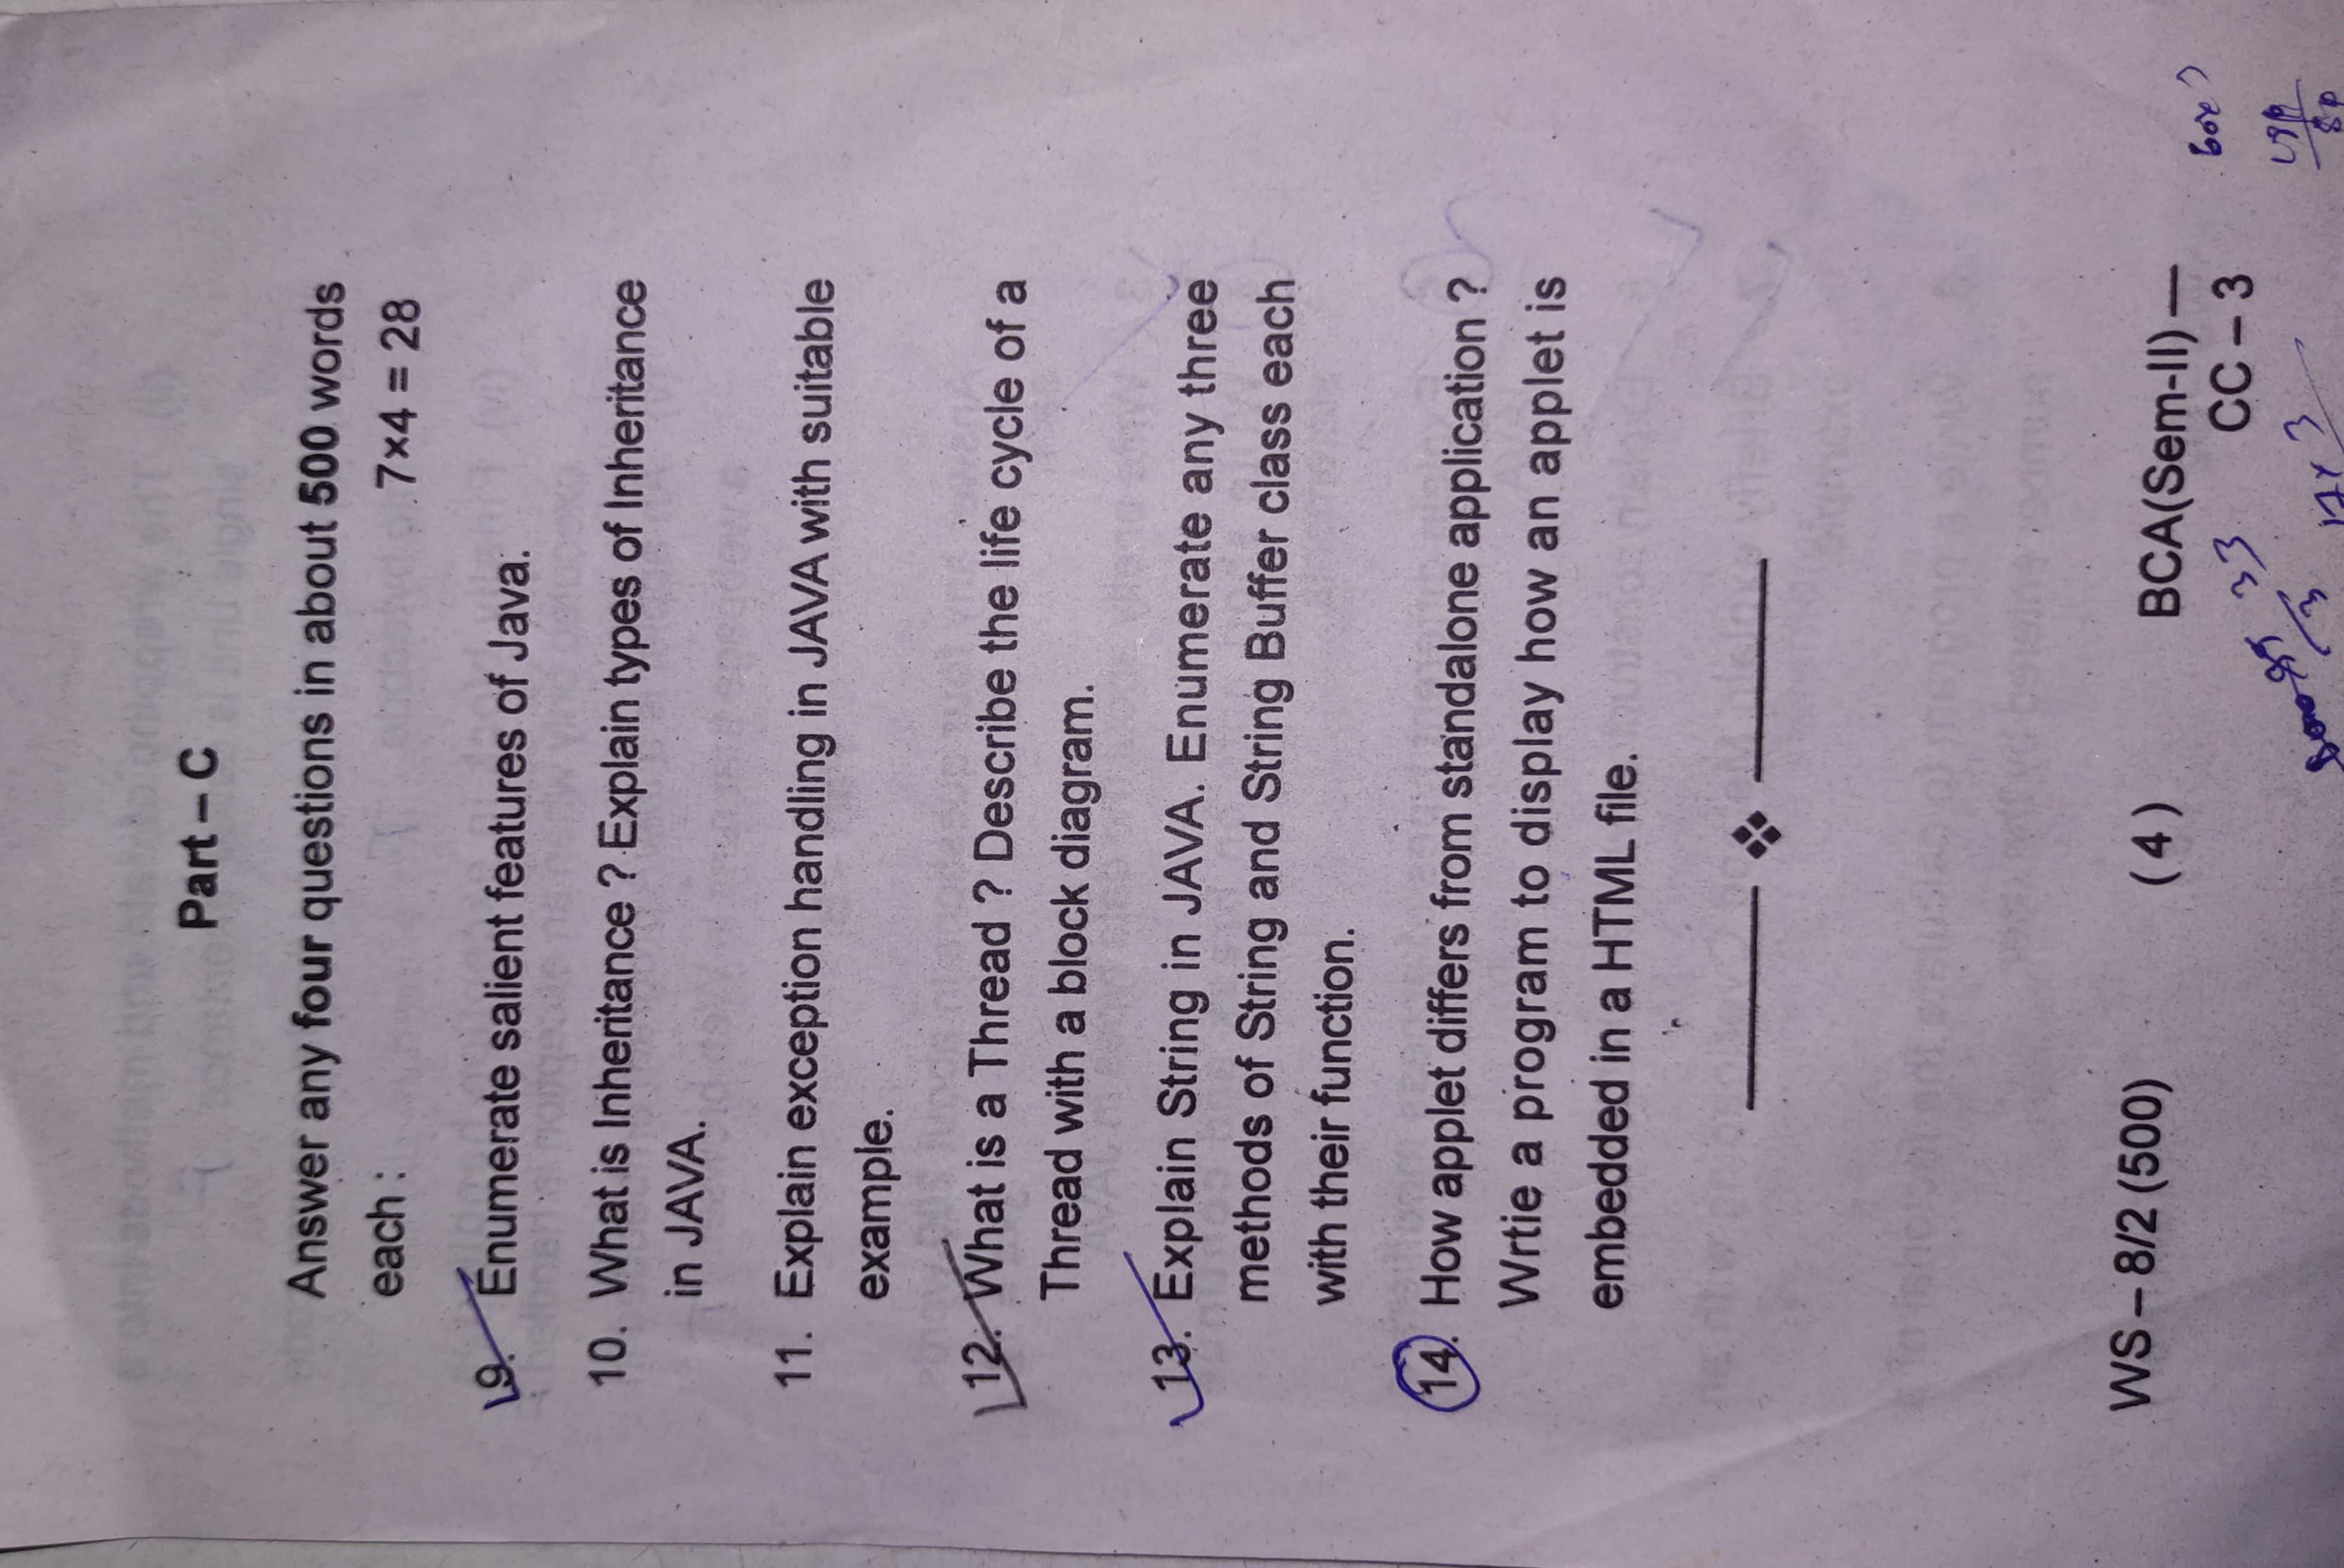 Part – C
Answer any four questions in about 500 words
each : 7×4 = 28
9. Enumerate salient features of Java.
10. What is Inheritance ? Explain types of Inheritance
in JAVA.
11. Explain exception handling in JAVA with suitable
example.
12. What is a Thread ? Describe the life cycle of a
Thread with a block diagram.
13. Explain String in JAVA. Enumerate any three
methods of String and String Buffer class each
with their function.
14. How applet differs from standalone application ?
Wrtie a program to display how an applet is
embedded in a HTML file.
WS – 8/2 (500) ( 4 ) BCA(Sem-II) —
CC – 3
33